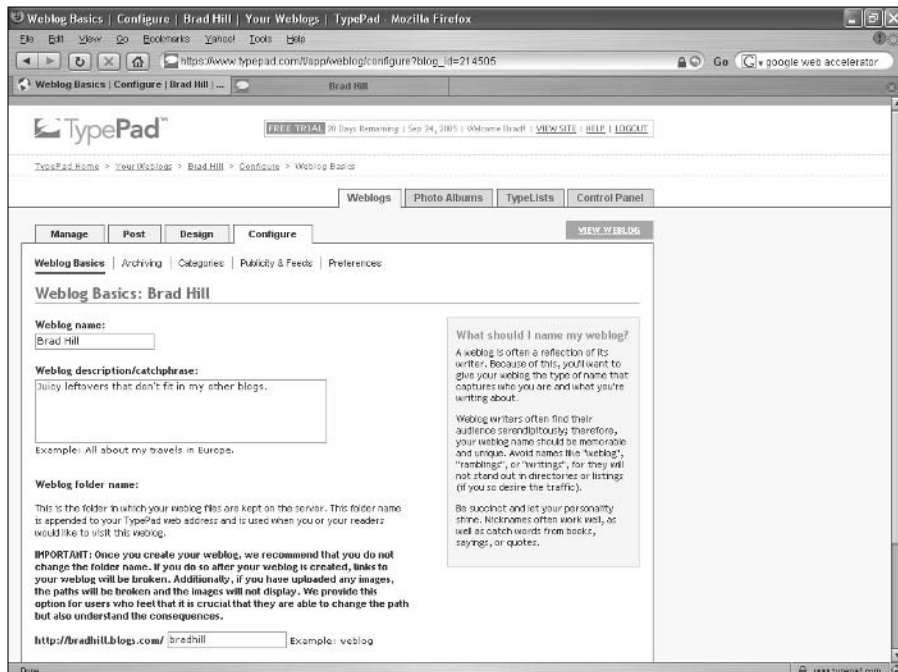 Weblog Basics | Configure | Brad Hill | Your Weblogs | TypePad - Mozilla Firefox
File Edit View Go Bookmarks Yahoo! Tools Help
https://www.typepad.com/t/app/weblog/configure?blog_id=214505 Go google web accelerator
Weblog Basics | Configure | Brad Hill | ... Brad Hill
TypePad™ FREE TRIAL 20 Days Remaining | Sep 24, 2005 | Welcome Brad! | VIEW SITE | HELP | LOGOUT
TypePad Home > Your Weblogs > Brad Hill > Configure > Weblog Basics
Weblogs Photo Albums TypeLists Control Panel
Manage Post Design Configure VIEW WEBLOG
Weblog Basics | Archiving | Categories | Publicity & Feeds | Preferences
Weblog Basics: Brad Hill
Weblog name:
Brad Hill
Weblog description/catchphrase:
Juicy leftovers that don't fit in my other blogs.
Example: All about my travels in Europe.
Weblog folder name:
This is the folder in which your weblog files are kept on the server. This folder name
is appended to your TypePad web address and is used when you or your readers
would like to visit this weblog.
IMPORTANT: Once you create your weblog, we recommend that you do not
change the folder name. If you do so after your weblog is created, links to
your weblog will be broken. Additionally, if you have uploaded any images,
the paths will be broken and the images will not display. We provide this
option for users who feel that it is crucial that they are able to change the path
but also understand the consequences.
http://bradhill.blogs.com/ bradhill Example: weblog
What should I name my weblog?
A weblog is often a reflection of its
writer. Because of this, you'll want to
give your weblog the type of name that
captures who you are and what you're
writing about.
Weblog writers often find their
audience serendipitously; therefore,
your weblog name should be memorable
and unique. Avoid names like "weblog",
"ramblings", or "writings", for they will
not stand out in directories or listings
(if you so desire the traffic).
Be succinct and let your personality
shine. Nicknames often work well, as
well as catch words from books,
sayings, or quotes.
Done www.typepad.com